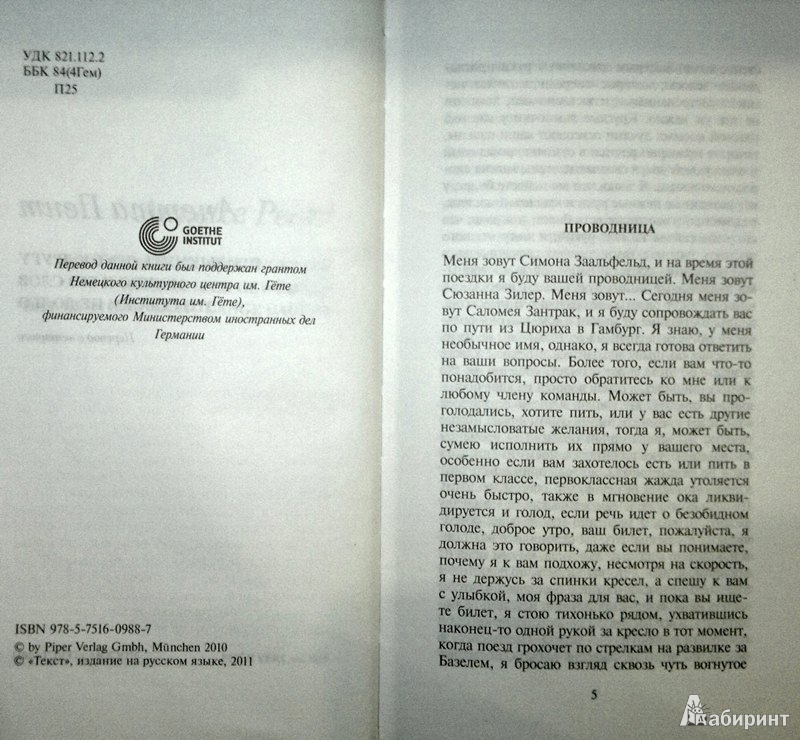 УДК 821.112.2
ББК 84(4Гем)
П25
GOETHE
INSTITUT
Перевод данной книги был поддержан грантом
Немецкого культурного центра им. Гёте
(Института им. Гёте),
финансируемого Министерством иностранных дел
Германии
ISBN 978-5-7516-0988-7
© by Piper Verlag Gmbh, München 2010
© «Текст», издание на русском языке, 2011
ПРОВОДНИЦА
Меня зовут Симона Заальфельд, и на время этой
поездки я буду вашей проводницей. Меня зовут
Сюзанна Зилер. Меня зовут... Сегодня меня зо-
вут Саломея Зантрак, и я буду сопровождать вас
по пути из Цюриха в Гамбург. Я знаю, у меня
необычное имя, однако, я всегда готова ответить
на ваши вопросы. Более того, если вам что-то
понадобится, просто обратитесь ко мне или к
любому члену команды. Может быть, вы про-
голодались, хотите пить, или у вас есть другие
незамысловатые желания, тогда я, может быть,
сумею исполнить их прямо у вашего места,
особенно если вам захотелось есть или пить в
первом классе, первоклассная жажда утоляется
очень быстро, также в мгновение ока ликви-
дируется и голод, если речь идет о безобидном
голоде, доброе утро, ваш билет, пожалуйста, я
должна это говорить, даже если вы понимаете,
почему я к вам подхожу, несмотря на скорость,
я не держусь за спинки кресел, а спешу к вам
с улыбкой, моя фраза для вас, и пока вы ище-
те билет, я стою тихонько рядом, ухватившись
наконец-то одной рукой за кресло в тот момент,
когда поезд грохочет по стрелкам на развилке за
Базелем, я бросаю взгляд сквозь чуть вогнутое
5
Лабиринт